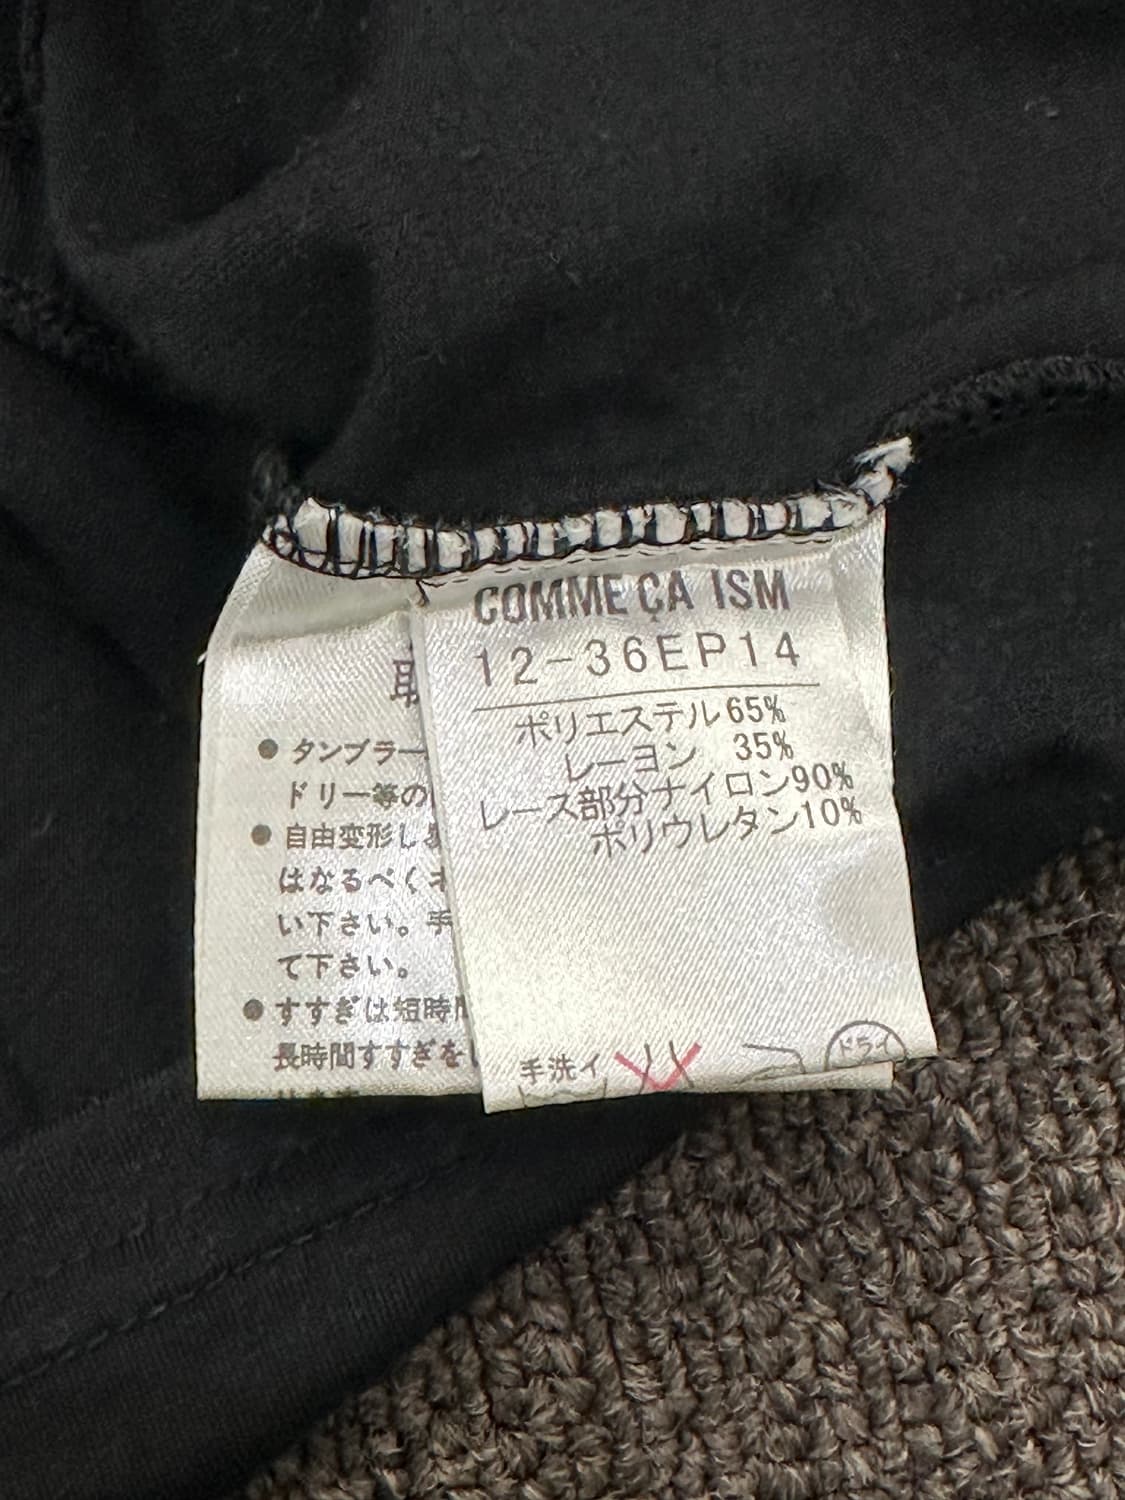 COMME ÇA ISM
12-36EP14
ポリエステル 65%
レーヨン 35%
レース部分ナイロン90%
ポリウレタン10%
手洗イ
ドライ
取
● タンブラー
ドリー等の
● 自由変形し
はなるべく
い下さい。手
て下さい。
● すすぎは短時間
長時間すすぎを